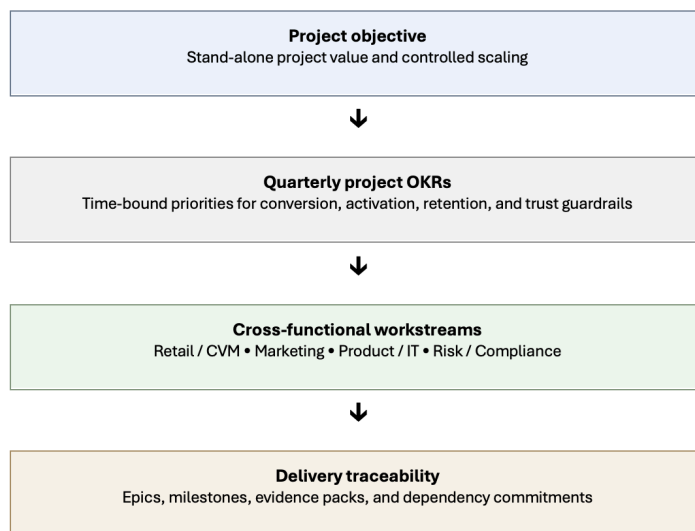 Project objective
Stand-alone project value and controlled scaling
Quarterly project OKRs
Time-bound priorities for conversion, activation, retention, and trust guardrails
Cross-functional workstreams
Retail / CVM • Marketing • Product / IT • Risk / Compliance
Delivery traceability
Epics, milestones, evidence packs, and dependency commitments